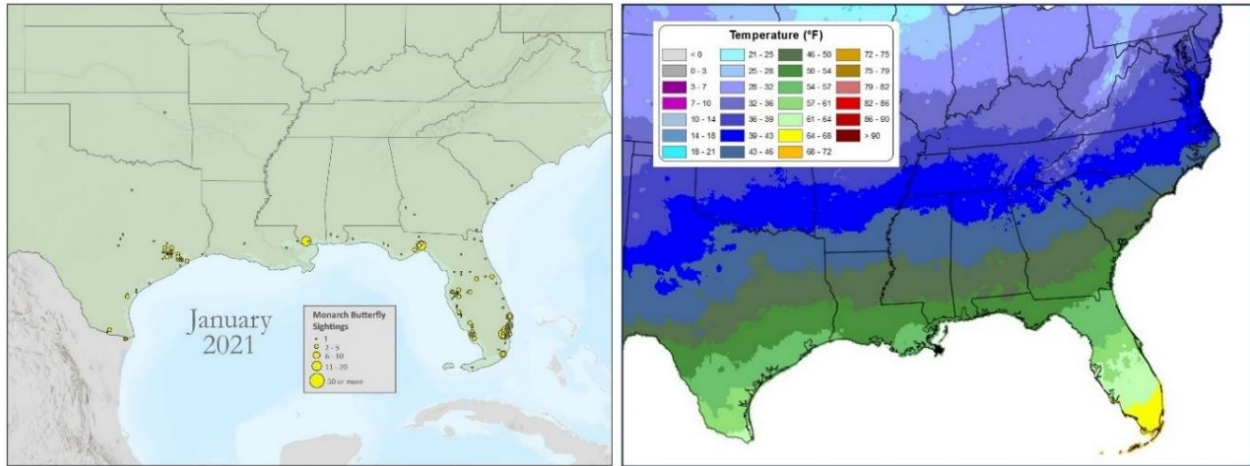 January
2021
Monarch Butterfly
Sightings
1
2 - 5
6 - 10
11 - 20
50 or more
Temperature (°F)
< 0
0 - 3
3 - 7
7 - 10
10 - 14
14 - 18
18 - 21
21 - 25
25 - 28
28 - 32
32 - 36
36 - 39
39 - 43
43 - 46
46 - 50
50 - 54
54 - 57
57 - 61
61 - 64
64 - 68
68 - 72
72 - 75
75 - 79
79 - 82
82 - 86
86 - 90
> 90